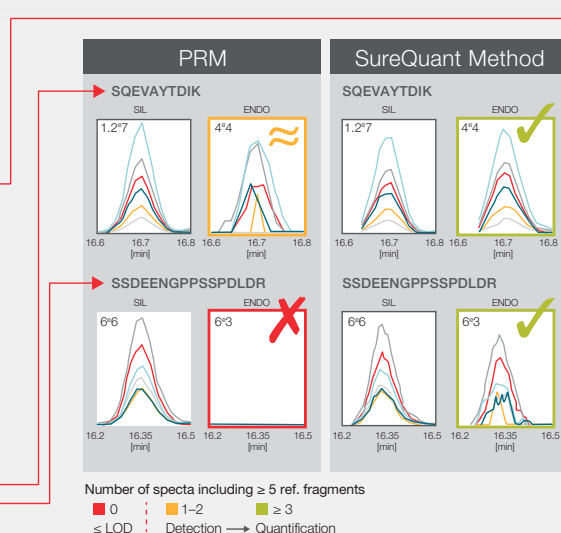 PRM SureQuant Method
SQEVAYTDIK SQEVAYTDIK
SIL ENDO SIL ENDO
1.2e7 4e4 1.2e7 4e4
16.6 16.7 16.8 16.6 16.7 16.8 16.6 16.7 16.8 16.6 16.7 16.8
[min] [min] [min] [min]
SSDEENGPPSSPDLDR SSDEENGPPSSPDLDR
SIL ENDO SIL ENDO
6e6 6e3 6e6 6e3
16.2 16.35 16.5 16.2 16.35 16.5 16.2 16.35 16.5 16.2 16.35 16.5
[min] [min] [min] [min]
Number of specta including ≥ 5 ref. fragments
0 1–2 ≥ 3
≤ LOD Detection → Quantification